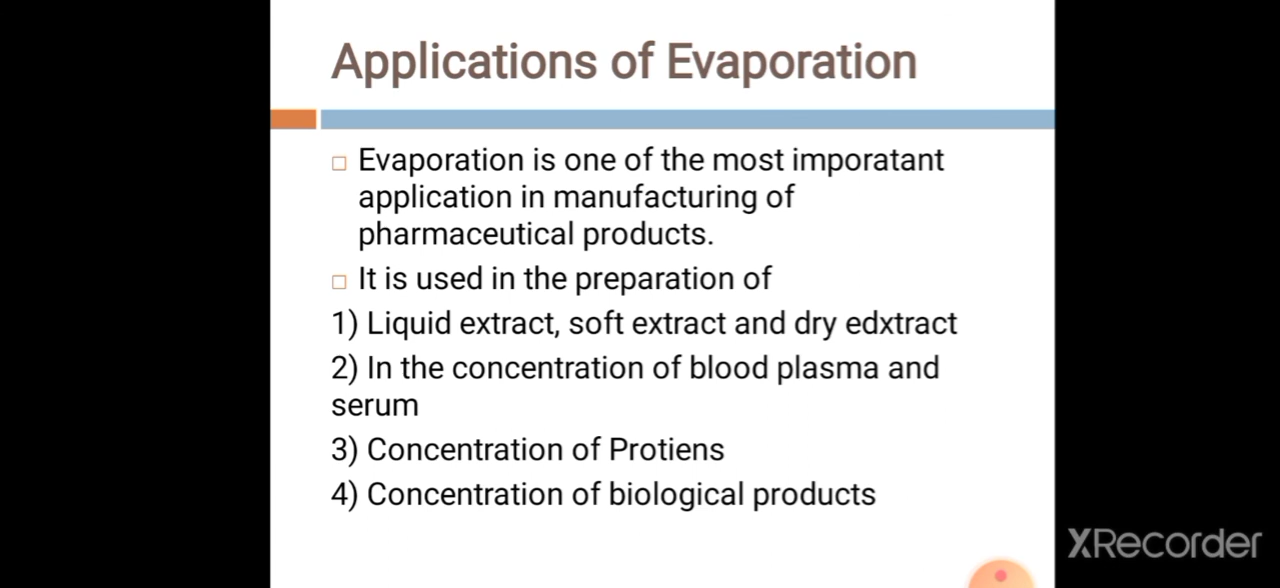 Applications of Evaporation
Evaporation is one of the most imporatant
application in manufacturing of
pharmaceutical products.
It is used in the preparation of
1) Liquid extract, soft extract and dry edxtract
2) In the concentration of blood plasma and
serum
3) Concentration of Protiens
4) Concentration of biological products
XRecorder